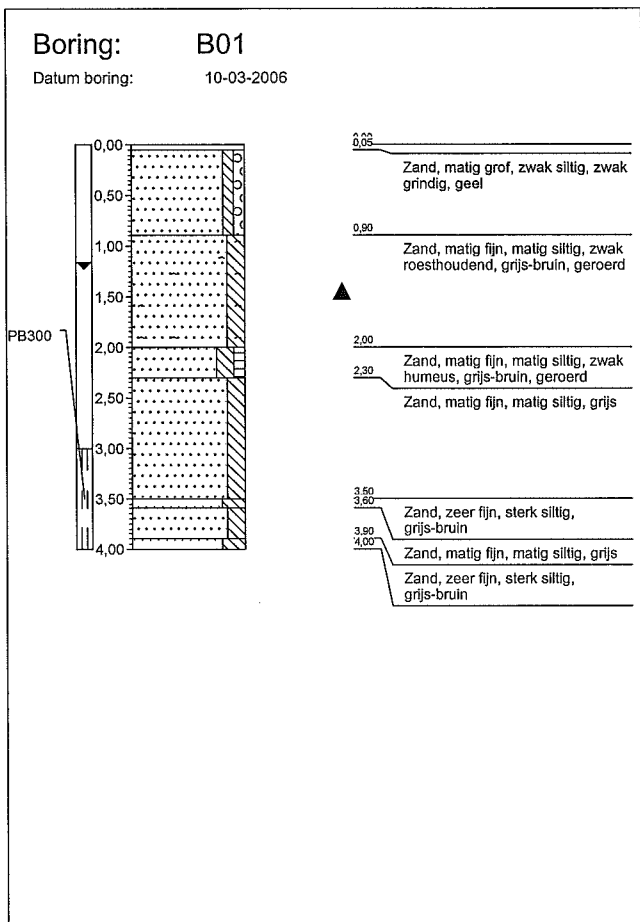 Boring: B01
Datum boring: 10-03-2006
0,00
0,50
1,00
1,50
2,00
2,50
3,00
3,50
4,00
PB300
0,00
0,05
Zand, matig grof, zwak siltig, zwak
grindig, geel
0,90
Zand, matig fijn, matig siltig, zwak
roesthoudend, grijs-bruin, geroerd
2,00
Zand, matig fijn, matig siltig, zwak
humeus, grijs-bruin, geroerd
2,30
Zand, matig fijn, matig siltig, grijs
3,50
3,60
Zand, zeer fijn, sterk siltig,
grijs-bruin
3,90
Zand, matig fijn, matig siltig, grijs
4,00
Zand, zeer fijn, sterk siltig,
grijs-bruin